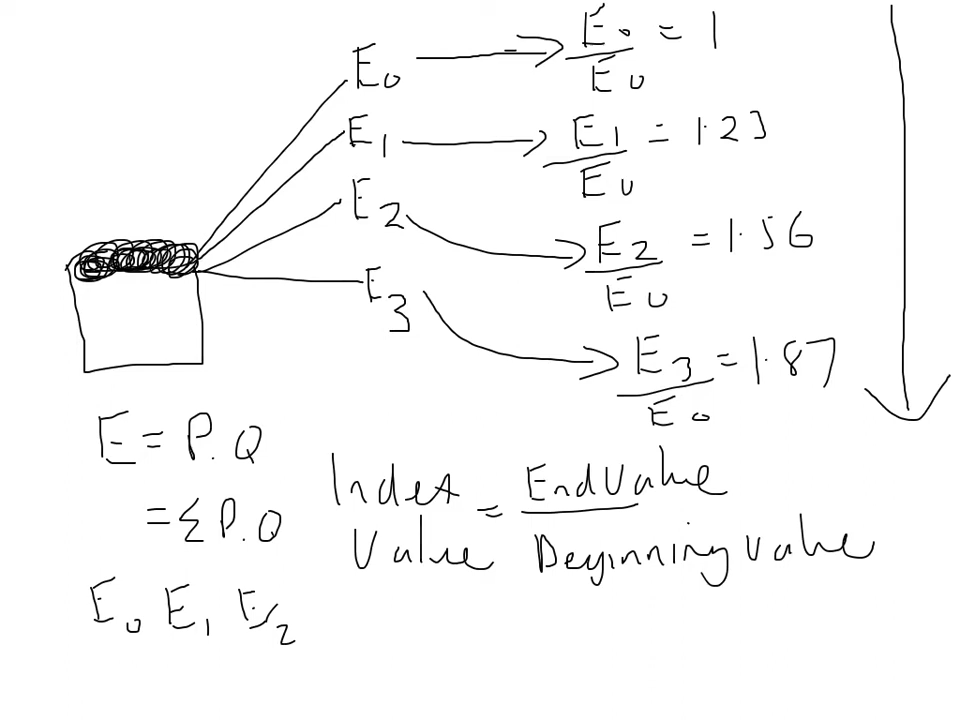 E₀ E₀/E₀ = 1
E₁ E₁/E₀ = 1.23
E₂ E₂/E₀ = 1.56
E₃ E₃/E₀ = 1.87
E = P.Q
= Σ P.Q
E₀ E₁ E₂
Index Value = End Value / Beginning Value